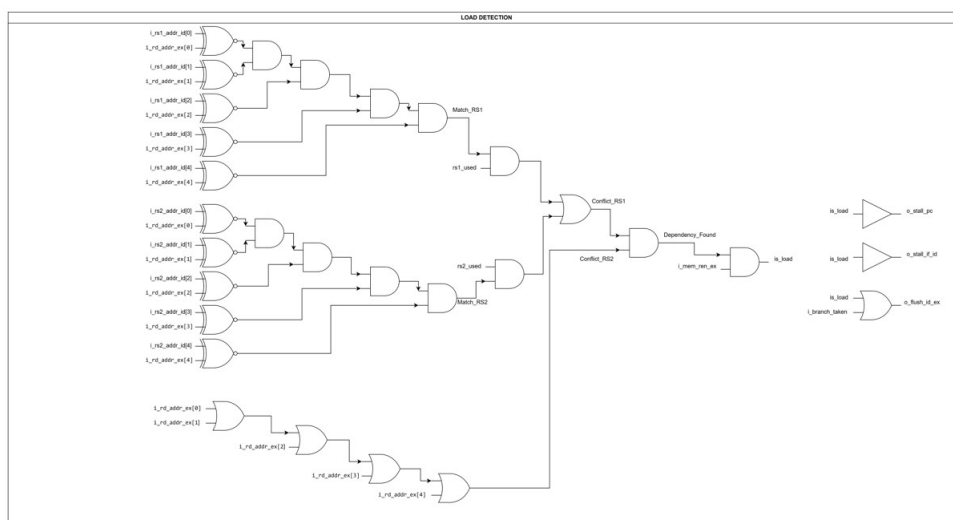 LOAD DETECTION
i_rs1_addr_id[0]
i_rd_addr_ex[0]
i_rs1_addr_id[1]
i_rd_addr_ex[1]
i_rs1_addr_id[2]
i_rd_addr_ex[2]
i_rs1_addr_id[3]
i_rd_addr_ex[3]
i_rs1_addr_id[4]
i_rd_addr_ex[4]
Match_RS1
rs1_used
i_rs2_addr_id[0]
i_rd_addr_ex[0]
i_rs2_addr_id[1]
i_rd_addr_ex[1]
i_rs2_addr_id[2]
i_rd_addr_ex[2]
i_rs2_addr_id[3]
i_rd_addr_ex[3]
i_rs2_addr_id[4]
i_rd_addr_ex[4]
rs2_used
Match_RS2
Conflict_RS1
Conflict_RS2
Dependency_Found
i_mem_ren_ex
is_load
is_load
o_stall_pc
is_load
o_stall_if_id
is_load
i_branch_taken
o_flush_id_ex
i_rd_addr_ex[0]
i_rd_addr_ex[1]
i_rd_addr_ex[2]
i_rd_addr_ex[3]
i_rd_addr_ex[4]